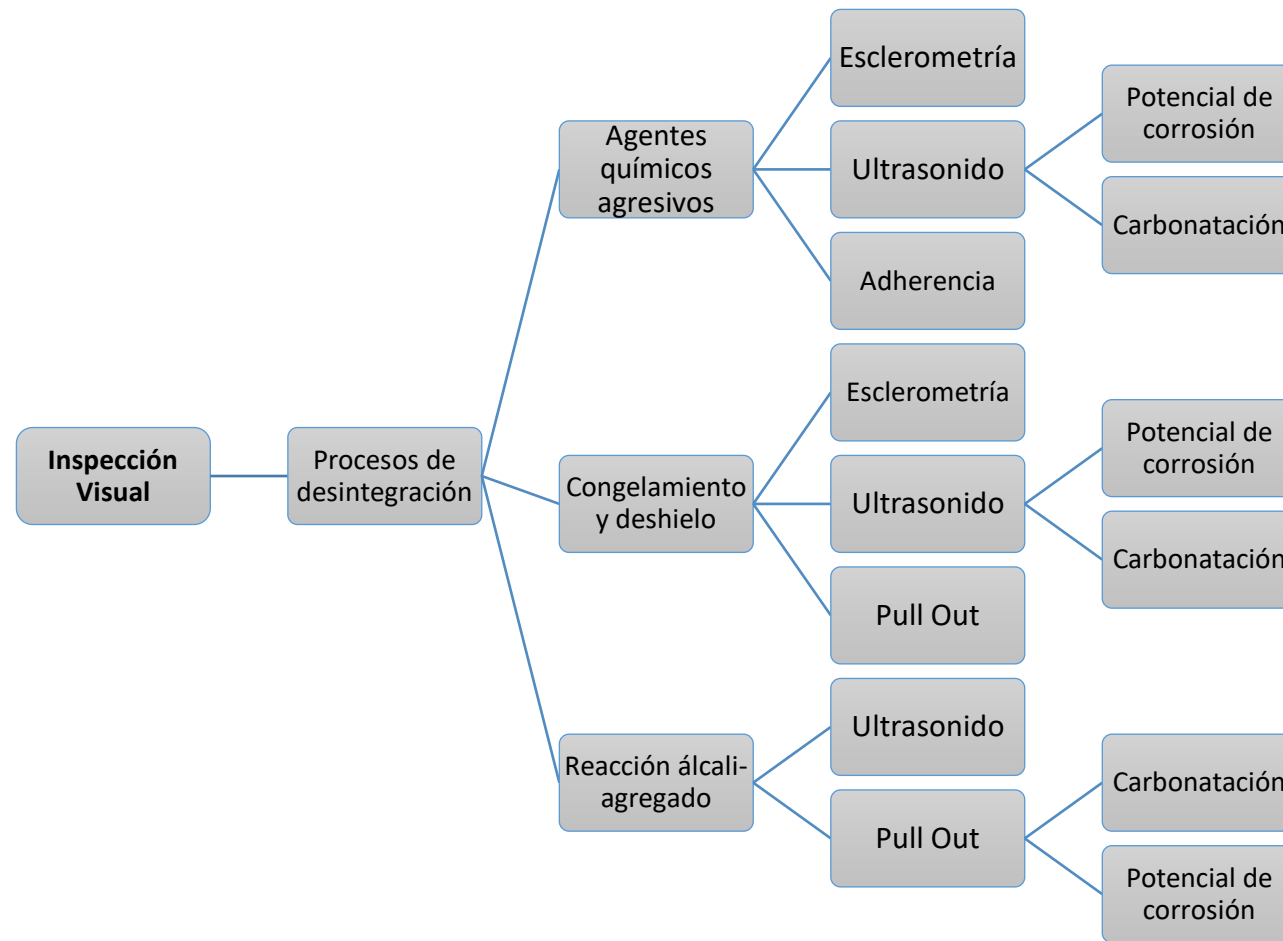 Inspección
Visual
Procesos de
desintegración
Agentes
químicos
agresivos
Esclerometría
Ultrasonido
Potencial de
corrosión
Carbonatación
Adherencia
Congelamiento
y deshielo
Esclerometría
Ultrasonido
Potencial de
corrosión
Carbonatación
Pull Out
Reacción álcali-
agregado
Ultrasonido
Pull Out
Carbonatación
Potencial de
corrosión